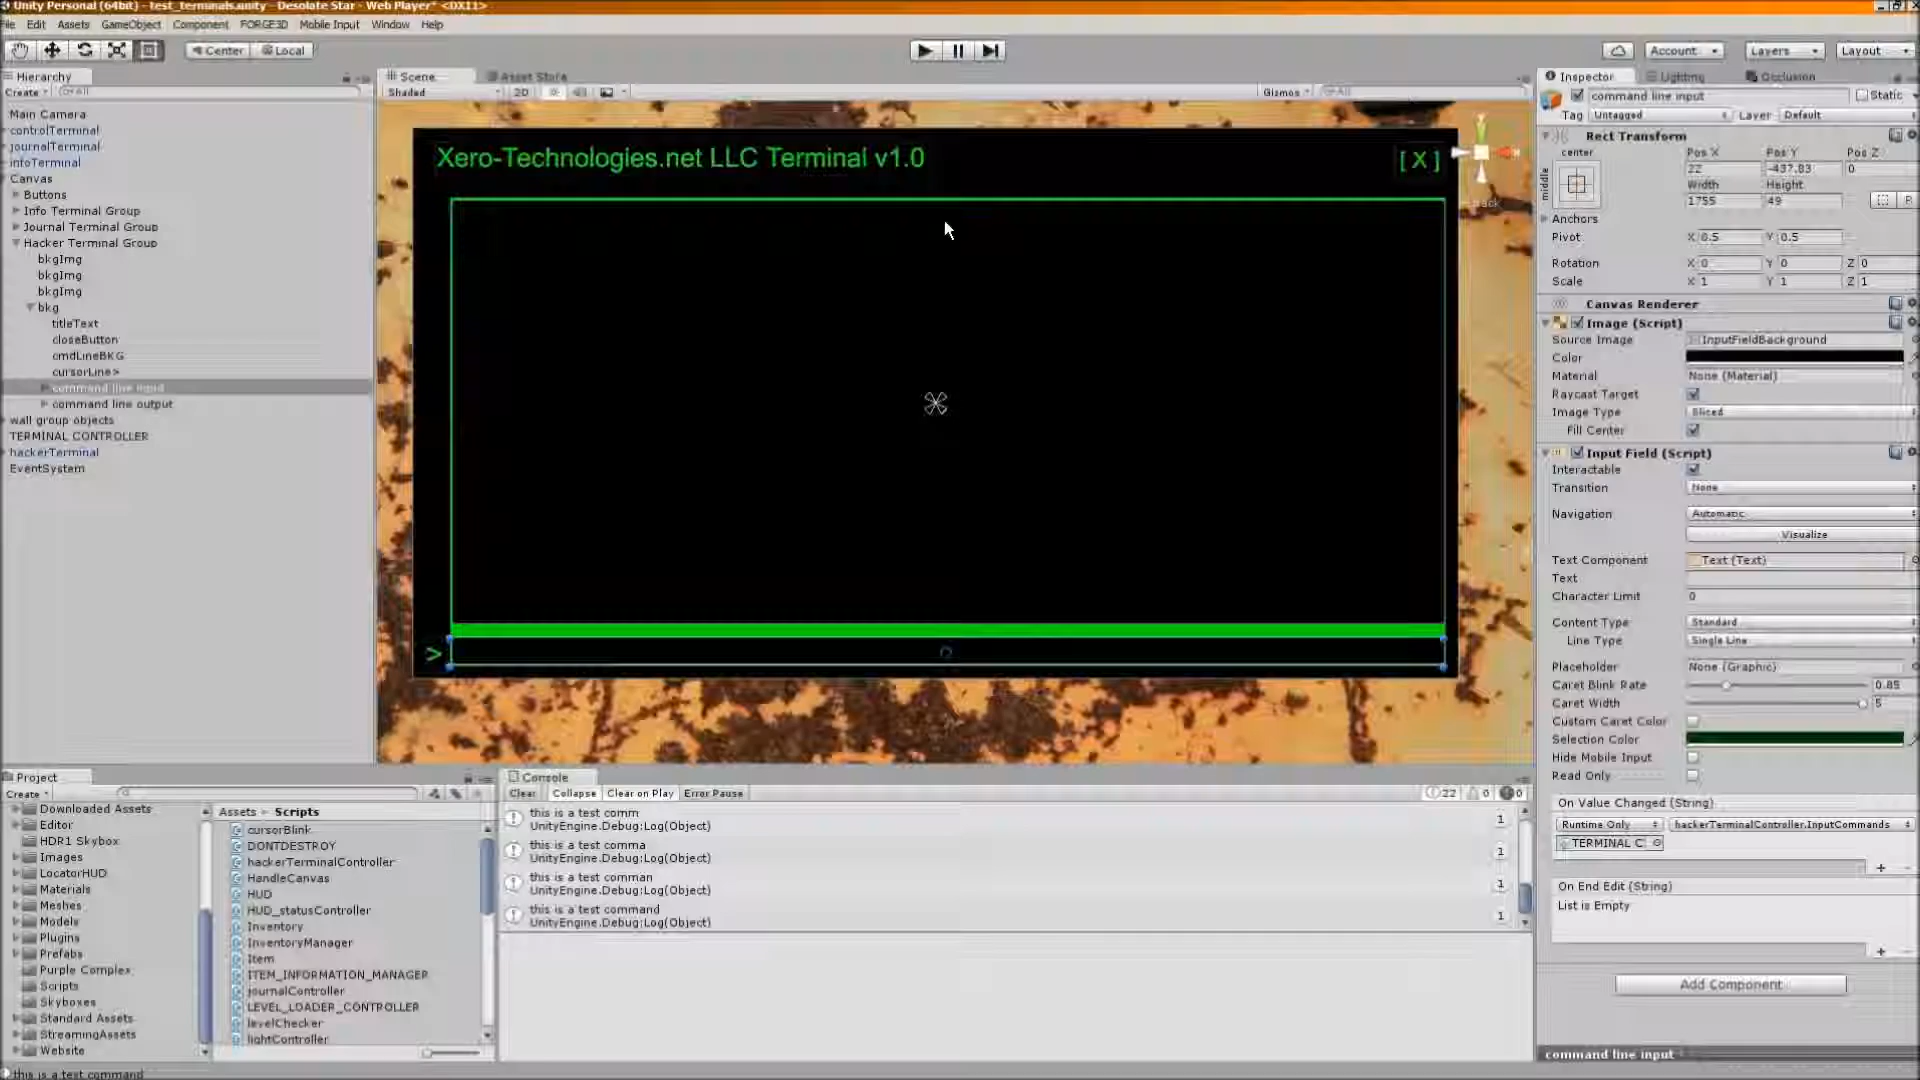 Unity Personal (64bit) - test_terminals.unity - Desolate Star - Web Player* <DX11>
File Edit Assets GameObject Component FORGE3D Mobile Input Window Help
Center Local
Account Layers Layout
Hierarchy
Create All
Main Camera
controlTerminal
journalTerminal
infoTerminal
Canvas
Buttons
Info Terminal Group
Journal Terminal Group
Hacker Terminal Group
bkgImg
bkgImg
bkgImg
bkg
titleText
closeButton
cmdLineBKG
cursorLine>
command line input
command line output
wall group objects
TERMINAL CONTROLLER
hackerTerminal
EventSystem
Scene Asset Store
Shaded 2D Gizmos All
Xero-Technologies.net LLC Terminal v1.0
[ X ]
Back
>
Inspector Lighting Occlusion
command line input Static
Tag Untagged Layer Default
Rect Transform
center
middle
Pos X Pos Y Pos Z
22 -437.83 0
Width Height
1755 49
R
Anchors
Pivot X 0.5 Y 0.5
Rotation X 0 Y 0 Z 0
Scale X 1 Y 1 Z 1
Canvas Renderer
Image (Script)
Source Image InputFieldBackground
Color
Material None (Material)
Raycast Target
Image Type Sliced
Fill Center
Input Field (Script)
Interactable
Transition None
Navigation Automatic
Visualize
Text Component Text (Text)
Text
Character Limit 0
Content Type Standard
Line Type Single Line
Placeholder None (Graphic)
Caret Blink Rate 0.85
Caret Width 5
Custom Caret Color
Selection Color
Hide Mobile Input
Read Only
On Value Changed (String)
Runtime Only hackerTerminalController.InputCommands
TERMINAL C
+ -
On End Edit (String)
List is Empty
+ -
Add Component
command line input
Project
Create
Downloaded Assets
Editor
HDR1 Skybox
Images
LocatorHUD
Materials
Meshes
Models
Plugins
Prefabs
Purple Complex
Scripts
Skyboxes
Standard Assets
StreamingAssets
Website
Assets Scripts
cursorBlink
DONTDESTROY
hackerTerminalController
HandleCanvas
HUD
HUD_statusController
Inventory
InventoryManager
Item
ITEM_INFORMATION_MANAGER
journalController
LEVEL_LOADER_CONTROLLER
levelChecker
lightController
Console
Clear Collapse Clear on Play Error Pause 22 0 0
this is a test comm
UnityEngine.Debug:Log(Object)
1
this is a test comma
UnityEngine.Debug:Log(Object)
1
this is a test comman
UnityEngine.Debug:Log(Object)
1
this is a test command
UnityEngine.Debug:Log(Object)
1
this is a test command